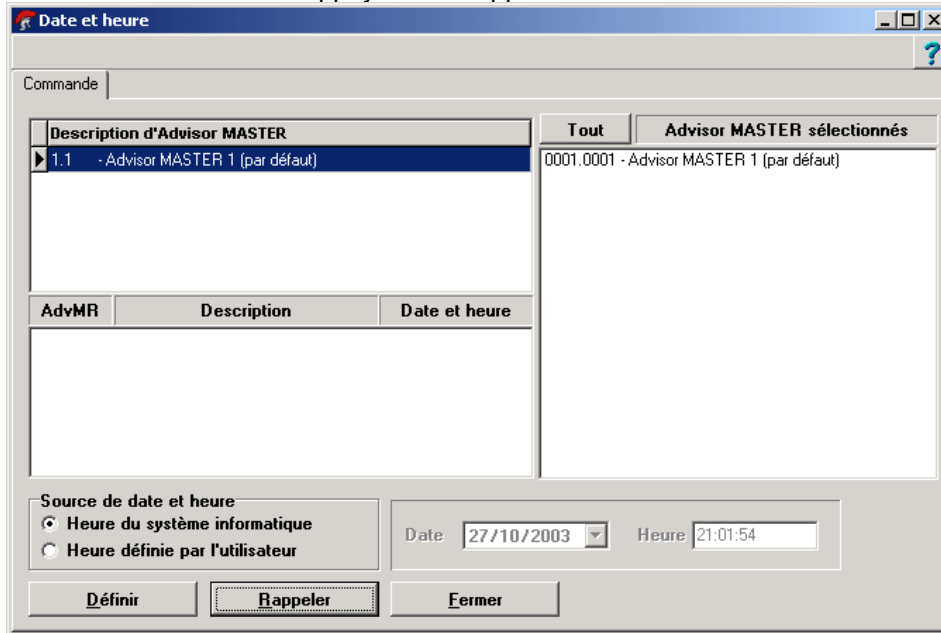 Date et heure
?
Commande
Description d'Advisor MASTER
1.1 - Advisor MASTER 1 (par défaut)
Tout Advisor MASTER sélectionnés
0001.0001 - Advisor MASTER 1 (par défaut)
AdvMR Description Date et heure
Source de date et heure
Heure du système informatique
Heure définie par l'utilisateur
Date 27/10/2003 Heure 21:01:54
Définir Rappeler Fermer